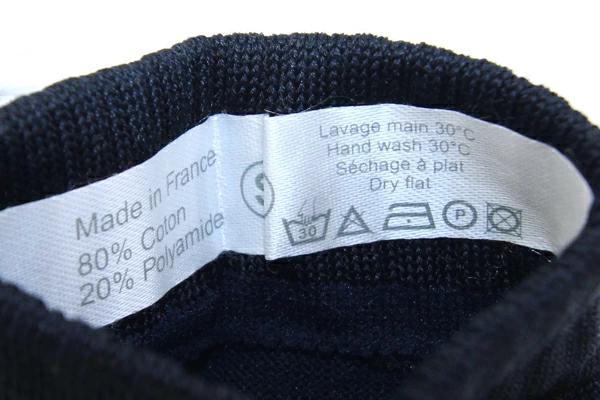 Made in France
80% Coton
20% Polyamide
S
Lavage main 30°C
Hand wash 30°C
Séchage à plat
Dry flat
30
P